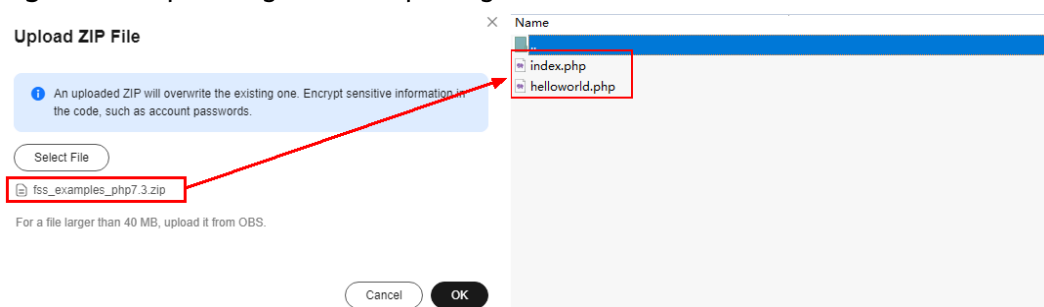 Upload ZIP File
An uploaded ZIP will overwrite the existing one. Encrypt sensitive information in
the code, such as account passwords.
Select File
fss_examples_php7.3.zip
For a file larger than 40 MB, upload it from OBS.
Cancel
OK
Name
..
index.php
helloworld.php